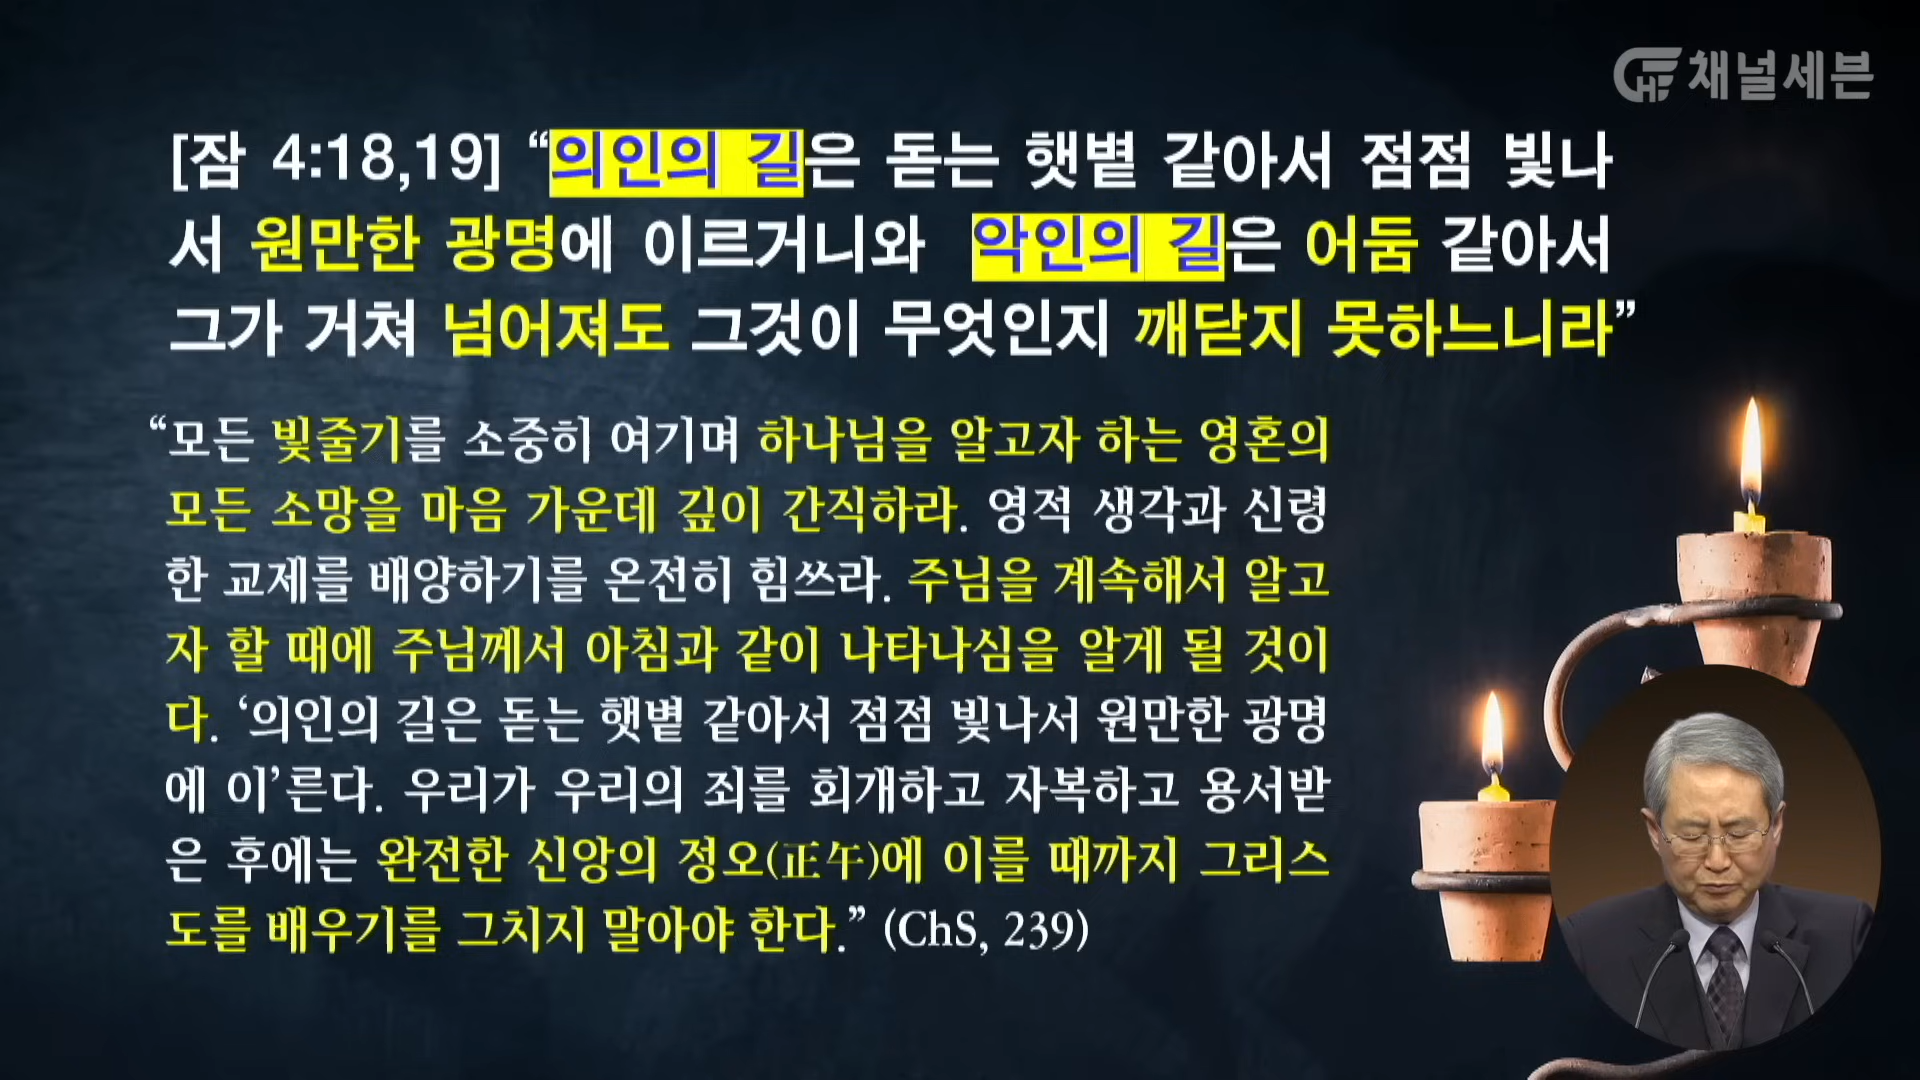 채널세븐
[잠 4:18,19] “의인의 길은 돋는 햇볕 같아서 점점 빛나
서 원만한 광명에 이르거니와 악인의 길은 어둠 같아서
그가 거쳐 넘어져도 그것이 무엇인지 깨닫지 못하느니라”
“모든 빛줄기를 소중히 여기며 하나님을 알고자 하는 영혼의
모든 소망을 마음 가운데 깊이 간직하라. 영적 생각과 신령
한 교제를 배양하기를 온전히 힘쓰라. 주님을 계속해서 알고
자 할 때에 주님께서 아침과 같이 나타나심을 알게 될 것이
다. ‘의인의 길은 돋는 햇볕 같아서 점점 빛나서 원만한 광명
에 이’른다. 우리가 우리의 죄를 회개하고 자복하고 용서받
은 후에는 완전한 신앙의 정오(正午)에 이를 때까지 그리스
도를 배우기를 그치지 말아야 한다.” (ChS, 239)